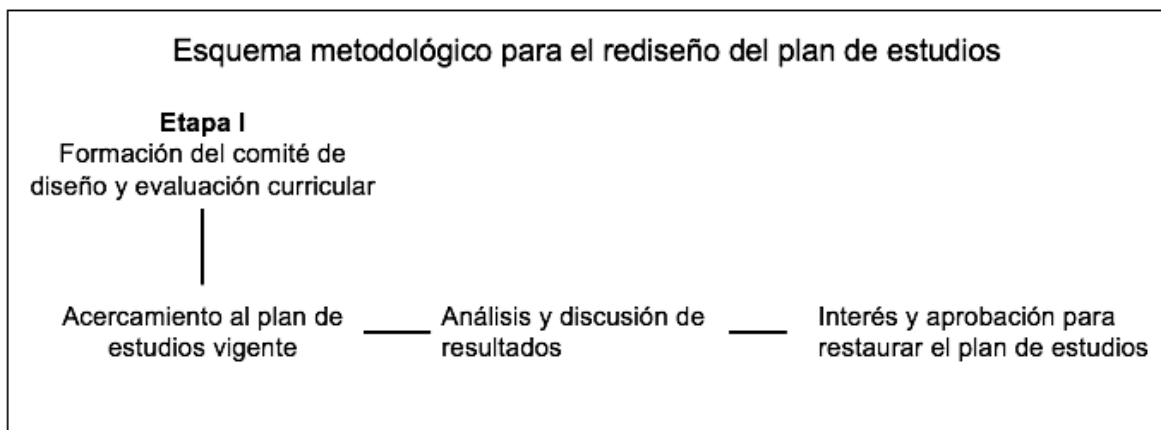 Esquema metodológico para el rediseño del plan de estudios
Etapa I
Formación del comité de
diseño y evaluación curricular
Acercamiento al plan de
estudios vigente
Análisis y discusión de
resultados
Interés y aprobación para
restaurar el plan de estudios